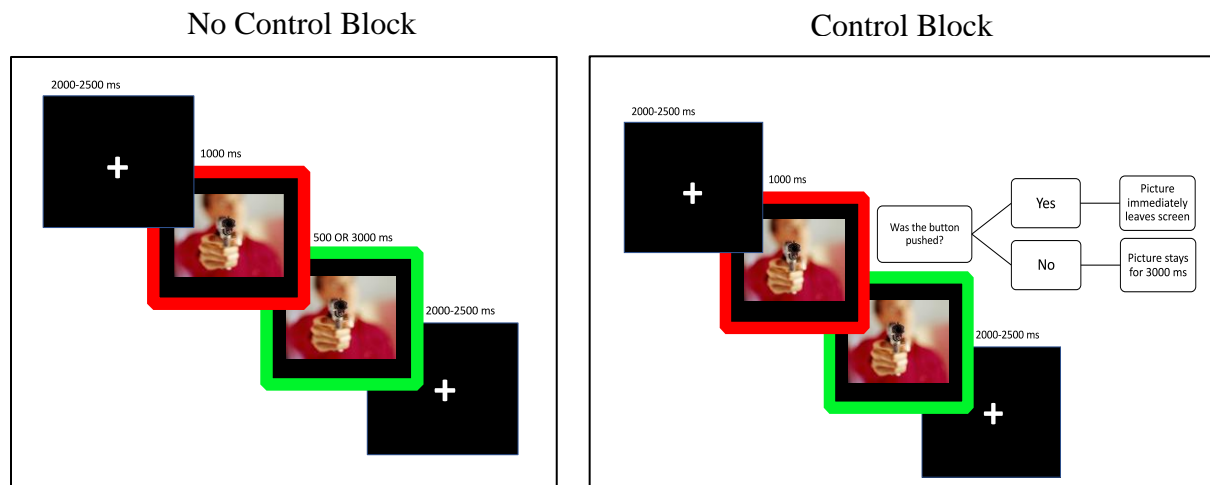 No Control Block
2000-2500 ms
1000 ms
500 OR 3000 ms
2000-2500 ms
Control Block
2000-2500 ms
1000 ms
Was the button
pushed?
Yes
Picture
immediately
leaves screen
No
Picture stays
for 3000 ms
2000-2500 ms